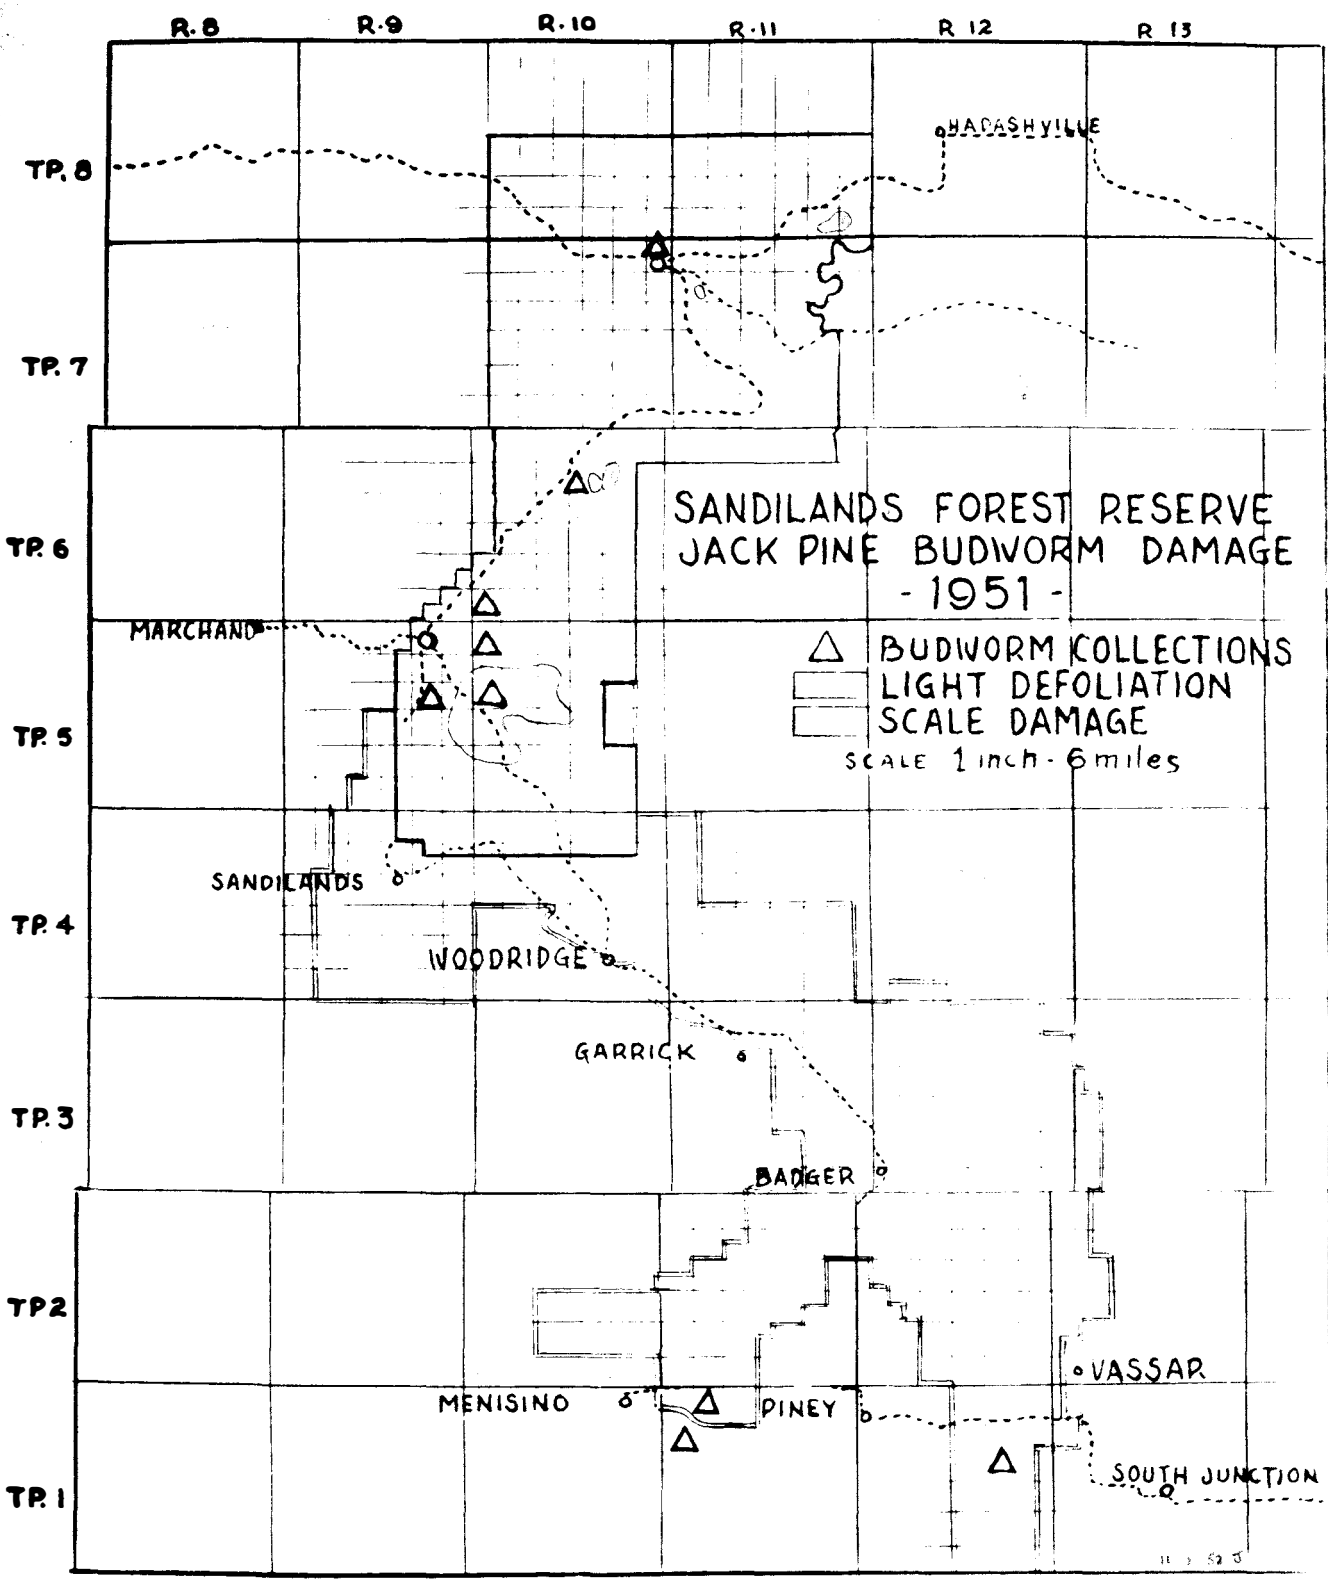 R.8 R.9 R.10 R.11 R 12 R 13
HADASHVILLE
TP. 8
TP. 7
SANDILANDS FOREST RESERVE
TP. 6
JACK PINE BUDWORM DAMAGE
- 1951 -
MARCHAND
BUDWORM COLLECTIONS
LIGHT DEFOLIATION
TP. 5
SCALE DAMAGE
SCALE 1 inch - 6 miles
SANDILANDS
TP. 4
WOODRIDGE
GARRICK
TP. 3
BADGER
TP2
VASSAR
MENISINO
PINEY
SOUTH JUNCTION
TP. 1